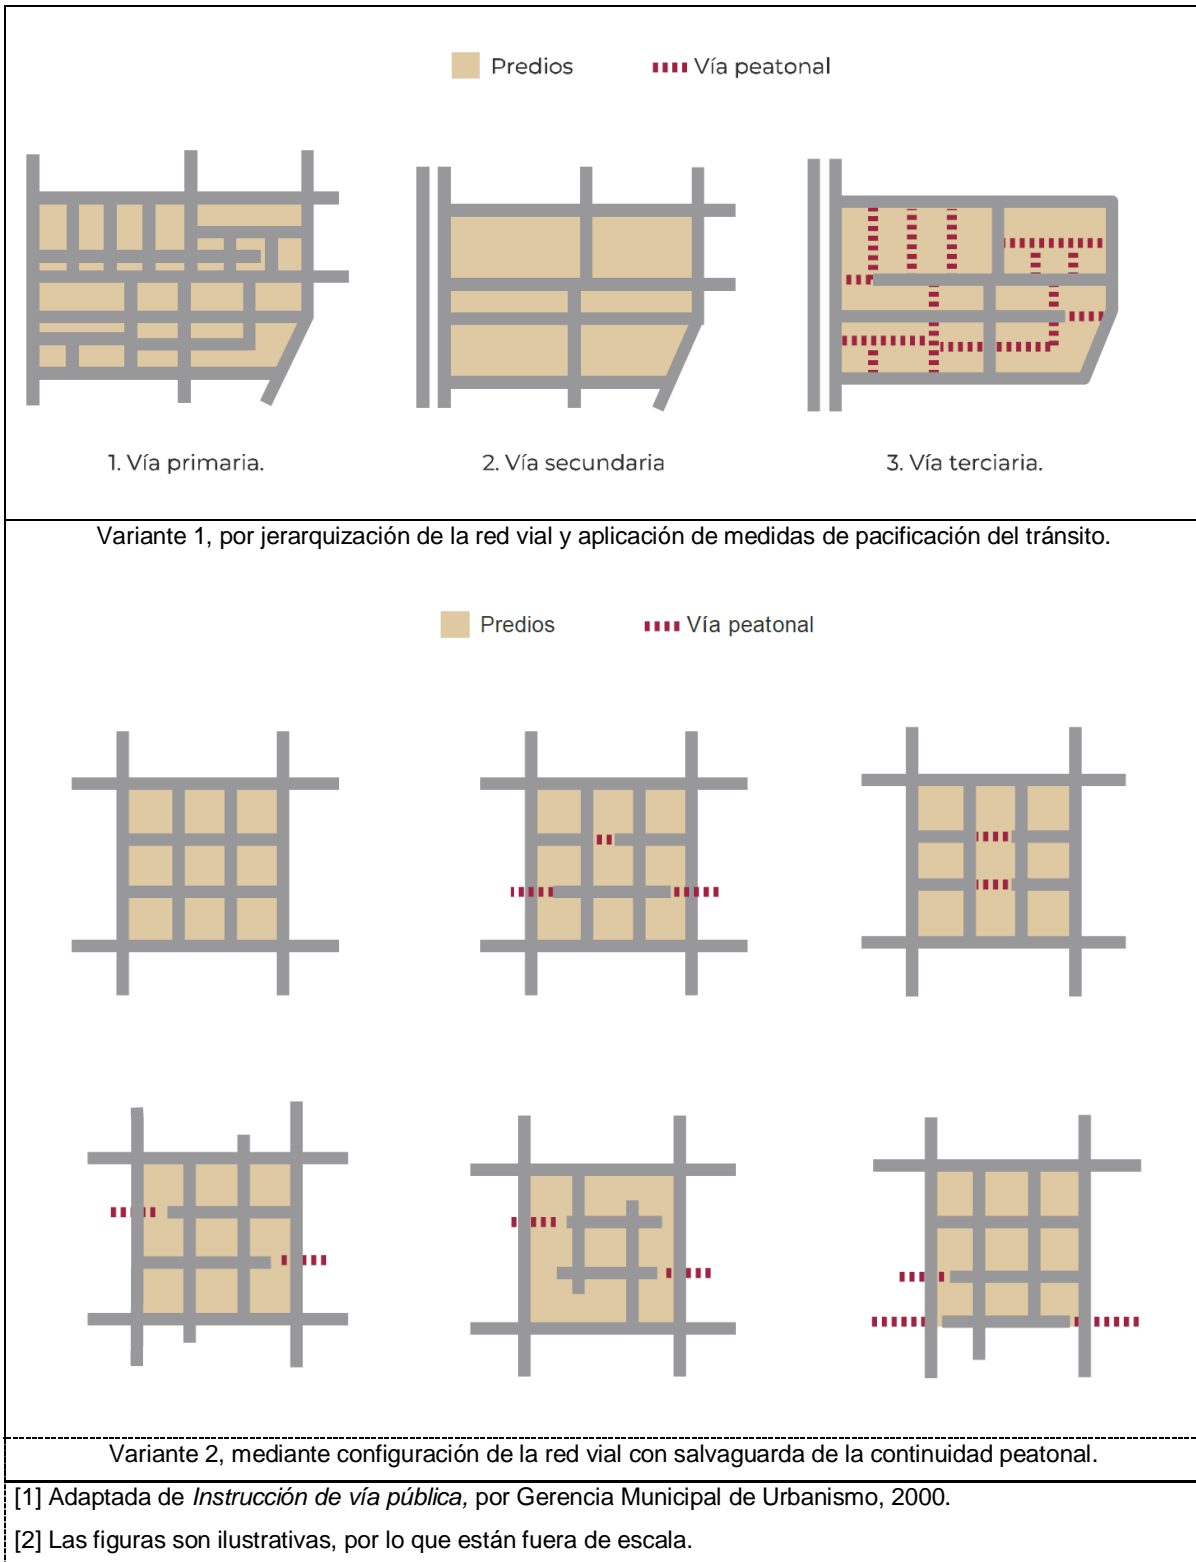 Predios Vía peatonal
1. Vía primaria. 2. Vía secundaria 3. Vía terciaria.
Variante 1, por jerarquización de la red vial y aplicación de medidas de pacificación del tránsito.
Predios Vía peatonal
Variante 2, mediante configuración de la red vial con salvaguarda de la continuidad peatonal.
[1] Adaptada de Instrucción de vía pública, por Gerencia Municipal de Urbanismo, 2000.
[2] Las figuras son ilustrativas, por lo que están fuera de escala.